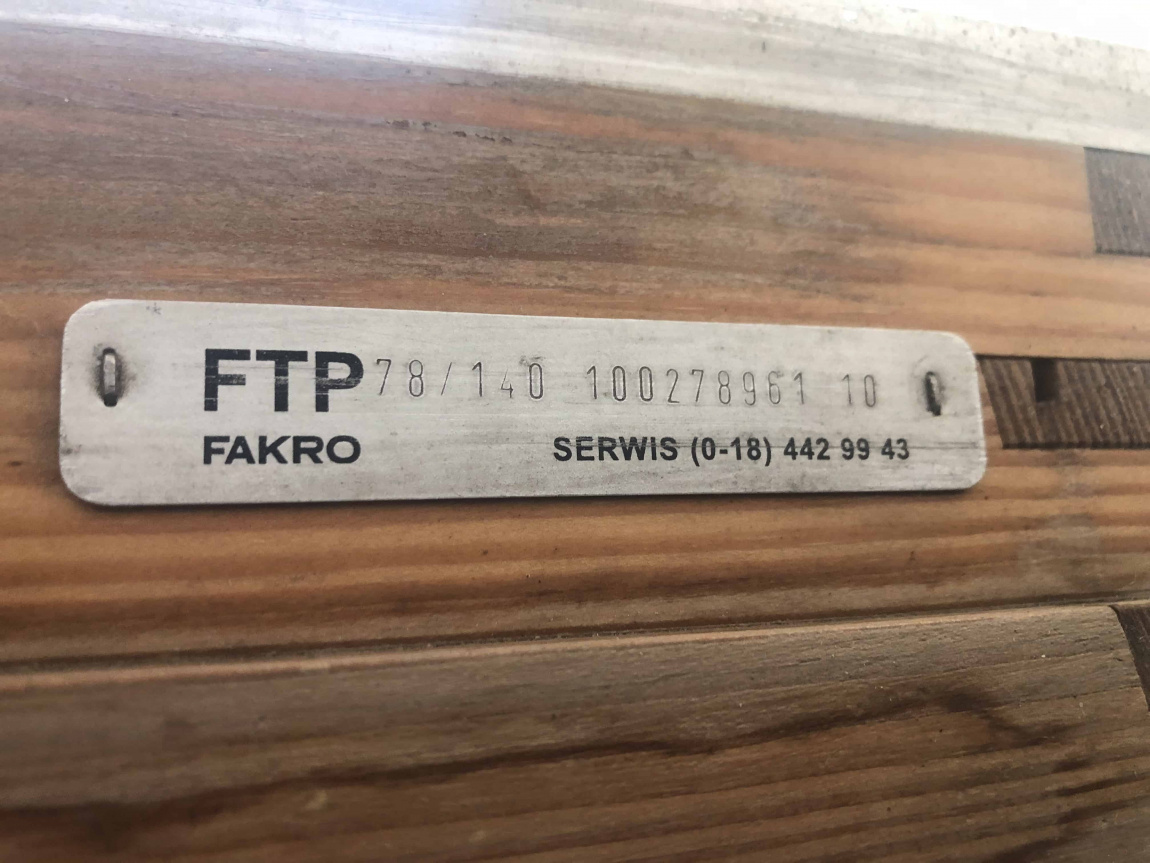 FTP 78/140 100278961 10
FAKRO SERWIS (0-18) 442 99 43